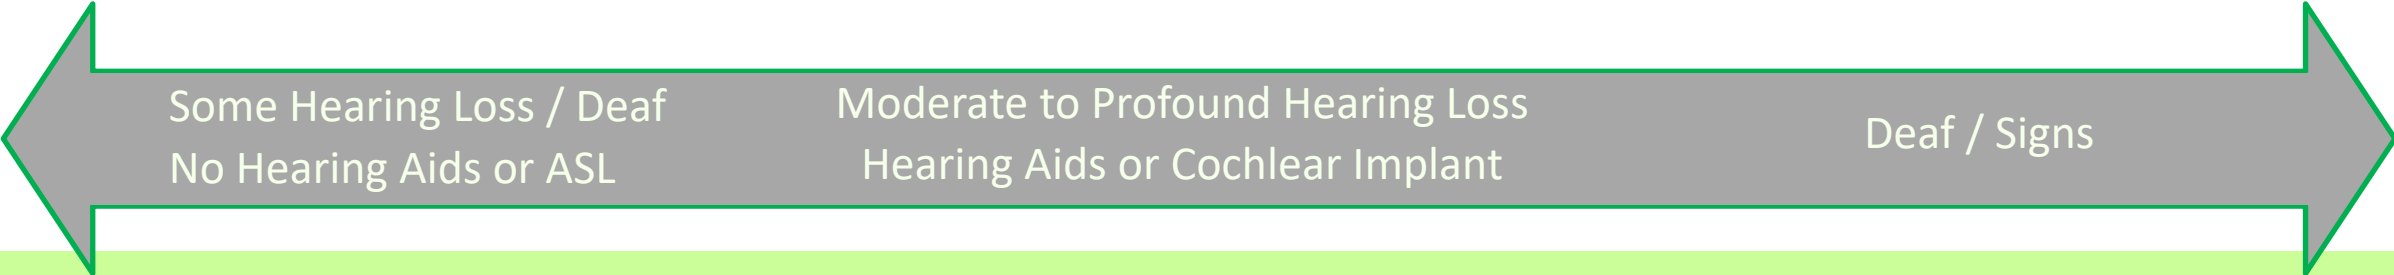 Some Hearing Loss / Deaf
No Hearing Aids or ASL
Moderate to Profound Hearing Loss
Hearing Aids or Cochlear Implant
Deaf / Signs